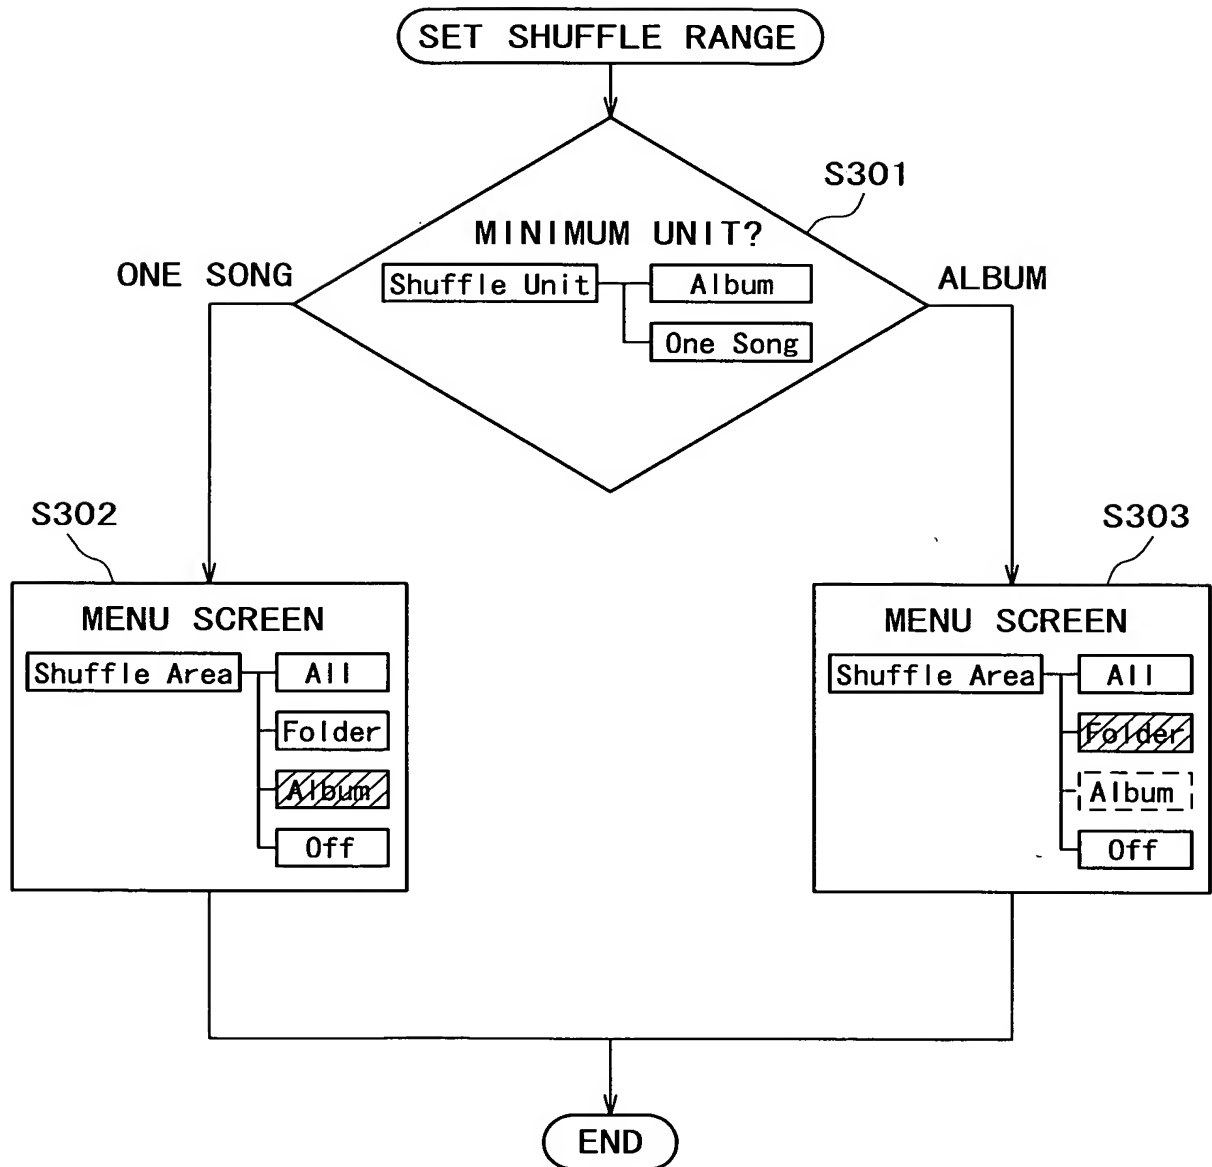 SET SHUFFLE RANGE
S301
MINIMUM UNIT?
ONE SONG
Shuffle Unit
Album
ALBUM
One Song
S302
S303
MENU SCREEN
Shuffle Area
All
Folder
Album
Off
MENU SCREEN
Shuffle Area
All
Folder
Album
Off
END